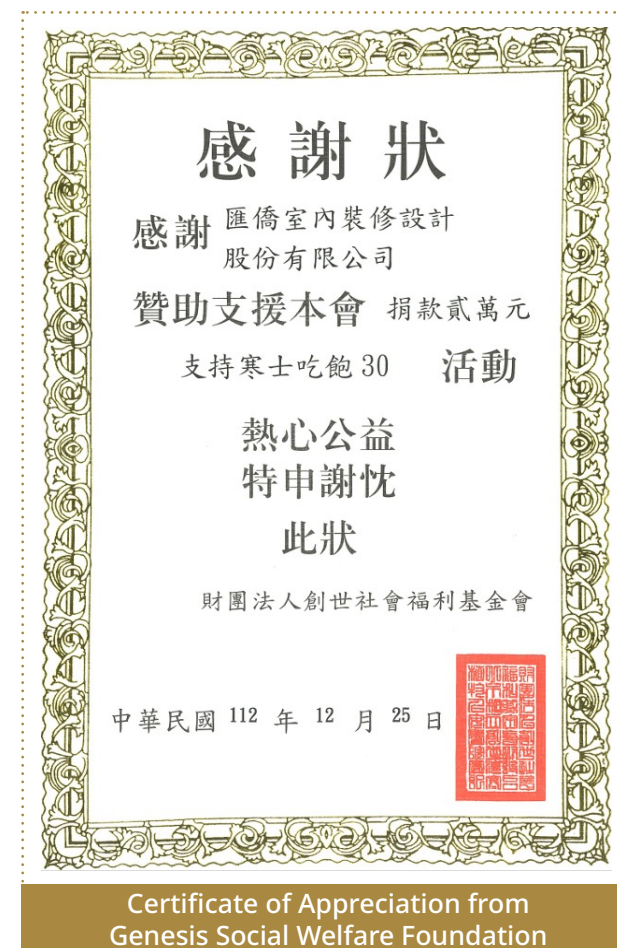 感謝狀
感謝 匯僑室內裝修設計
股份有限公司
贊助支援本會 捐款貳萬元
支持寒士吃飽30 活動
熱心公益
特申謝忱
此狀
財團法人創世社會福利基金會
中華民國 112 年 12 月 25 日
Certificate of Appreciation from
Genesis Social Welfare Foundation